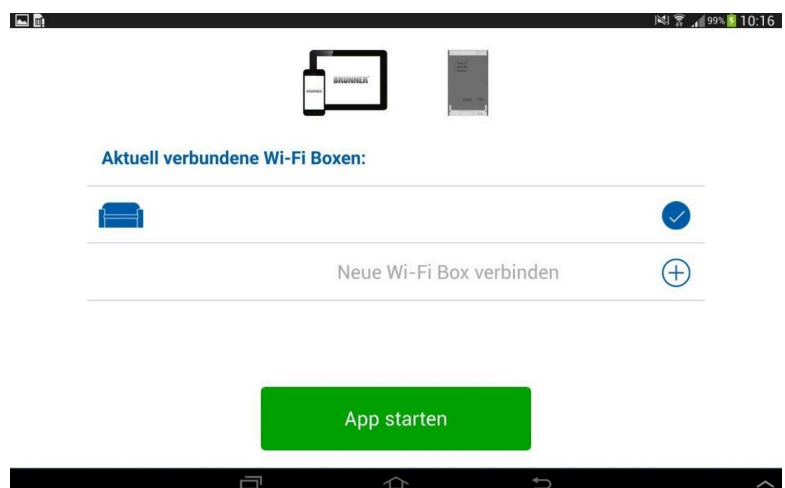 99% 10:16
BRUNNER
Aktuell verbundene Wi-Fi Boxen:
Neue Wi-Fi Box verbinden
App starten